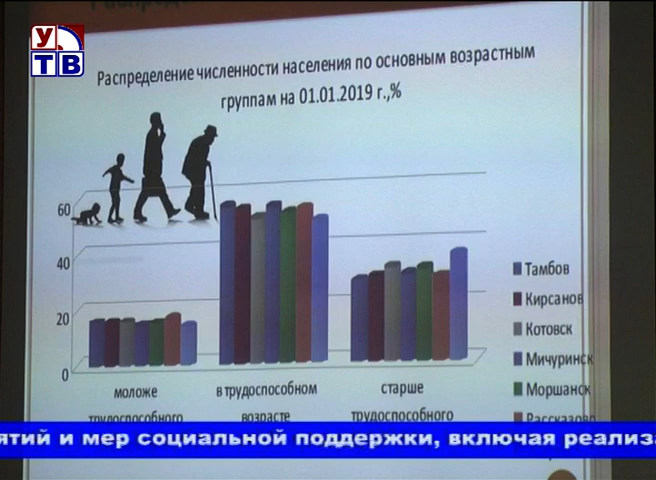 УТВ
Распределение численности населения по основным возрастным
группам на 01.01.2019 г.,%
60
40
20
0
моложе
трудоспособного
в трудоспособном
возрасте
старше
трудоспособного
Тамбов
Кирсанов
Котовск
Мичуринск
Моршанск
Рассказово
ятий и мер социальной поддержки, включая реализа